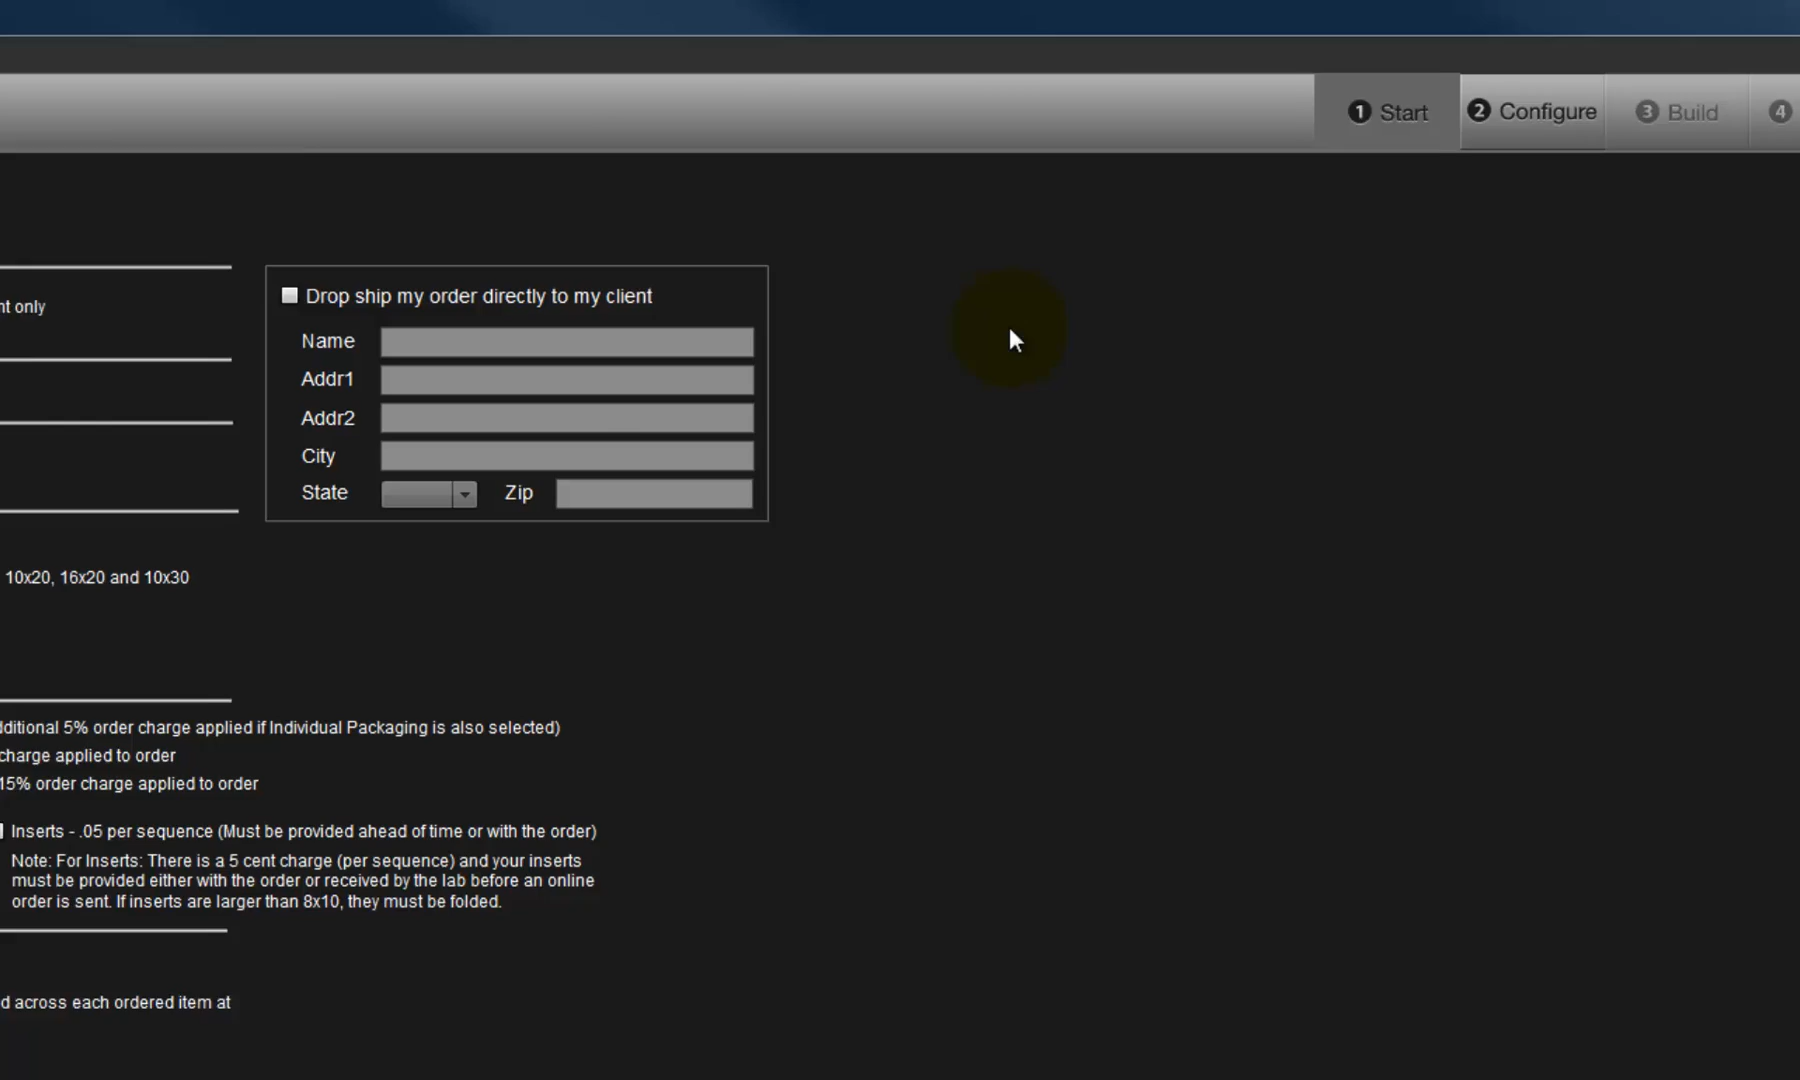 1 Start
2 Configure
3 Build
4
nt only
Drop ship my order directly to my client
Name
Addr1
Addr2
City
State
Zip
10x20, 16x20 and 10x30
dditional 5% order charge applied if Individual Packaging is also selected)
charge applied to order
15% order charge applied to order
Inserts - .05 per sequence (Must be provided ahead of time or with the order)
Note: For Inserts: There is a 5 cent charge (per sequence) and your inserts
must be provided either with the order or received by the lab before an online
order is sent. If inserts are larger than 8x10, they must be folded.
d across each ordered item at